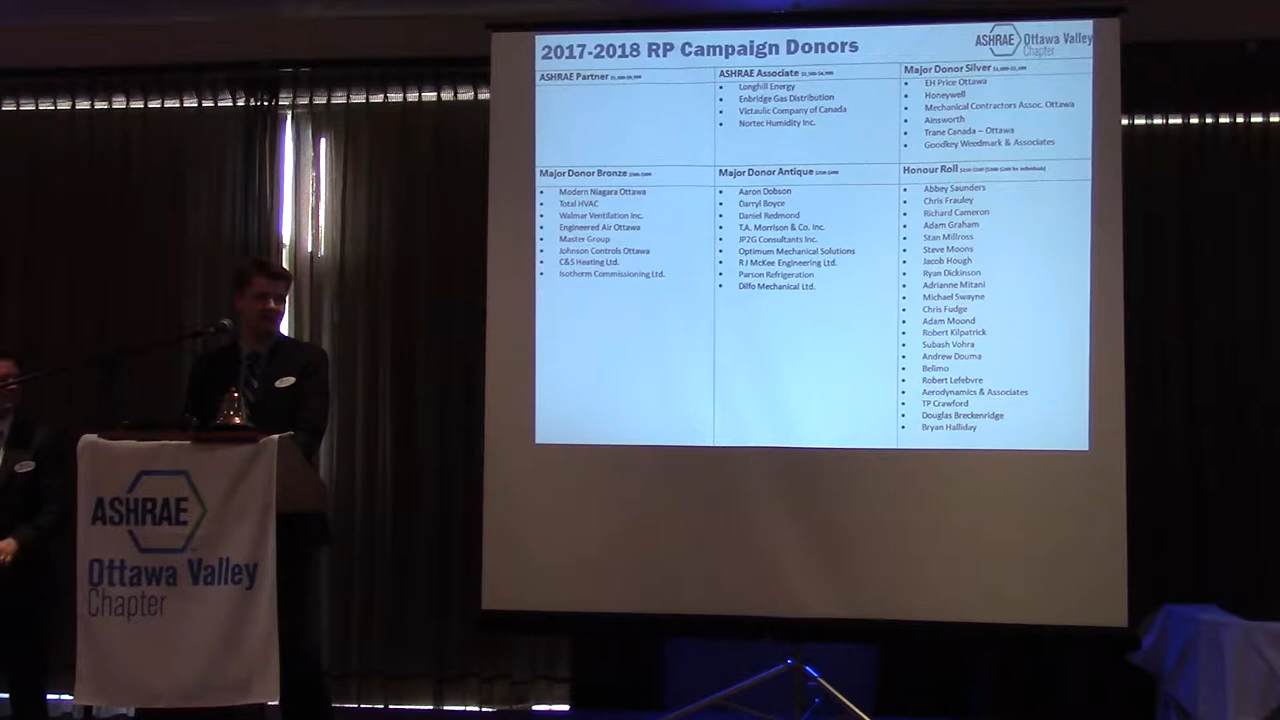 2017-2018 RP Campaign Donors
ASHRAE Ottawa Valley
Chapter
ASHRAE Partner
ASHRAE Associate
Longhill Energy
Enbridge Gas Distribution
Victaulic Company of Canada
Nortec Humidity Inc.
Major Donor Silver
EH Price Ottawa
Honeywell
Mechanical Contractors Assoc. Ottawa
Ainsworth
Trane Canada – Ottawa
Goodkey Weedmark & Associates
Major Donor Bronze
Modern Niagara Ottawa
Total HVAC
Walmar Ventilation Inc.
Engineered Air Ottawa
Master Group
Johnson Controls Ottawa
C&S Heating Ltd.
Isotherm Commissioning Ltd.
Major Donor Antique
Aaron Dobson
Darryl Boyce
Daniel Redmond
T.A. Morrison & Co. Inc.
JP2G Consultants Inc.
Optimum Mechanical Solutions
RJ McKee Engineering Ltd.
Parson Refrigeration
Dilfo Mechanical Ltd.
Honour Roll
Abbey Saunders
Chris Frauley
Richard Cameron
Adam Graham
Stan Millross
Steve Moons
Jacob Hough
Ryan Dickinson
Adrianne Mitani
Michael Swayne
Chris Fudge
Adam Moond
Robert Kilpatrick
Subash Vohra
Andrew Douma
Belimo
Robert Lefebvre
Aerodynamics & Associates
TP Crawford
Douglas Breckenridge
Bryan Halliday
ASHRAE
Ottawa Valley
Chapter